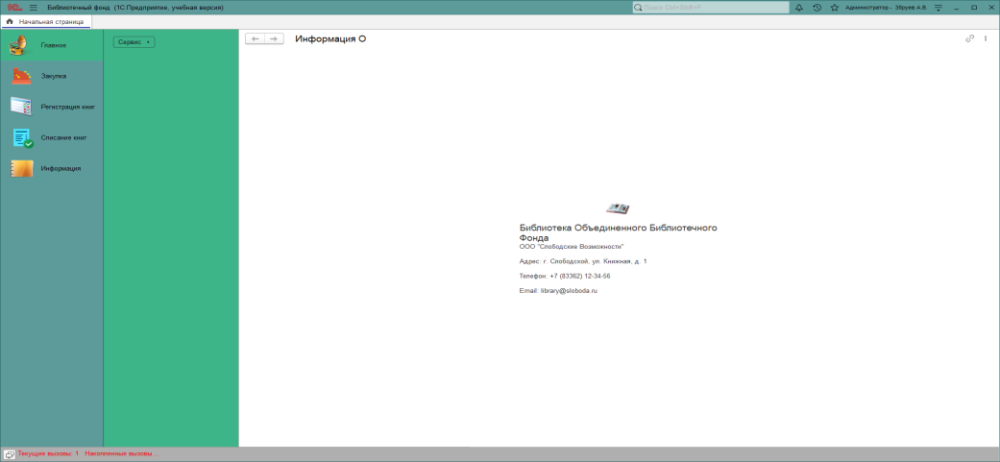 Библиотечный фонд (1С:Предприятие, учебная версия)
Поиск Ctrl+Shift+F
Администратор - Збруев А.В.
Начальная страница
Главное
Сервис
Информация О
Закупка
Регистрация книг
Списание книг
Информация
Библиотека Объединенного Библиотечного
Фонда
ООО "Слободские Возможности"
Адрес: г. Слободской, ул. Книжная, д. 1
Телефон: +7 (83362) 12-34-56
Email: library@sloboda.ru
Текущие вызовы: 1 Накопленные вызовы...